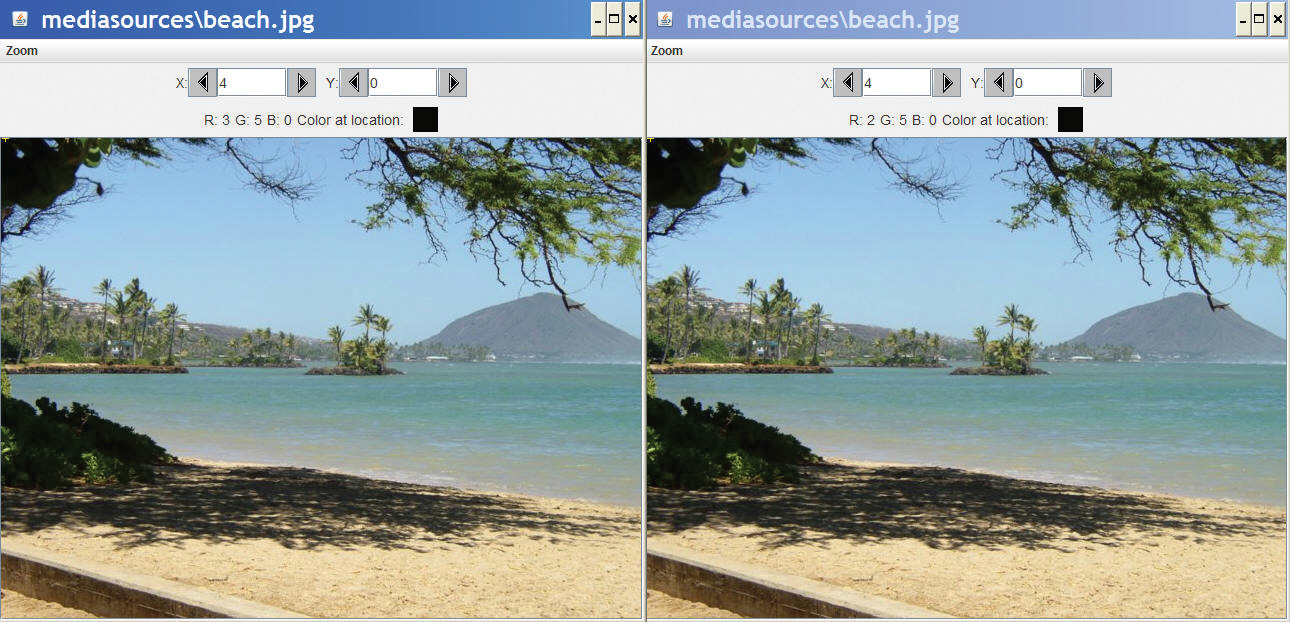 mediasources\beach.jpg
Zoom
X: 4 Y: 0
R: 3 G: 5 B: 0 Color at location:
mediasources\beach.jpg
Zoom
X: 4 Y: 0
R: 2 G: 5 B: 0 Color at location: